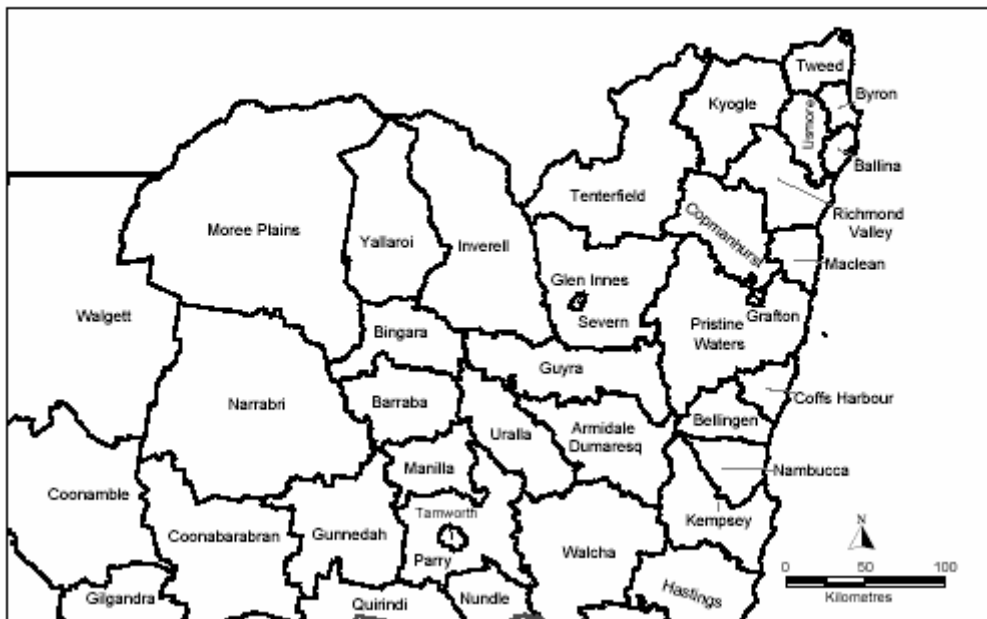 Tweed
Byron
Kyogle
Lismore
Ballina
Tenterfield
Richmond
Valley
Copmanhurst
Moree Plains
Yallaroi
Inverell
Maclean
Glen Innes
Severn
Grafton
Walgett
Bingara
Pristine
Waters
Guyra
Narrabri
Barraba
Coffs Harbour
Uralla
Armidale
Dumaresq
Bellingen
Manilla
Nambucca
Coonamble
Tamworth
Kempsey
Coonabarabran
Gunnedah
Parry
Walcha
N
0 50 100
Kilometres
Gilgandra
Quirindi
Nundle
Hastings